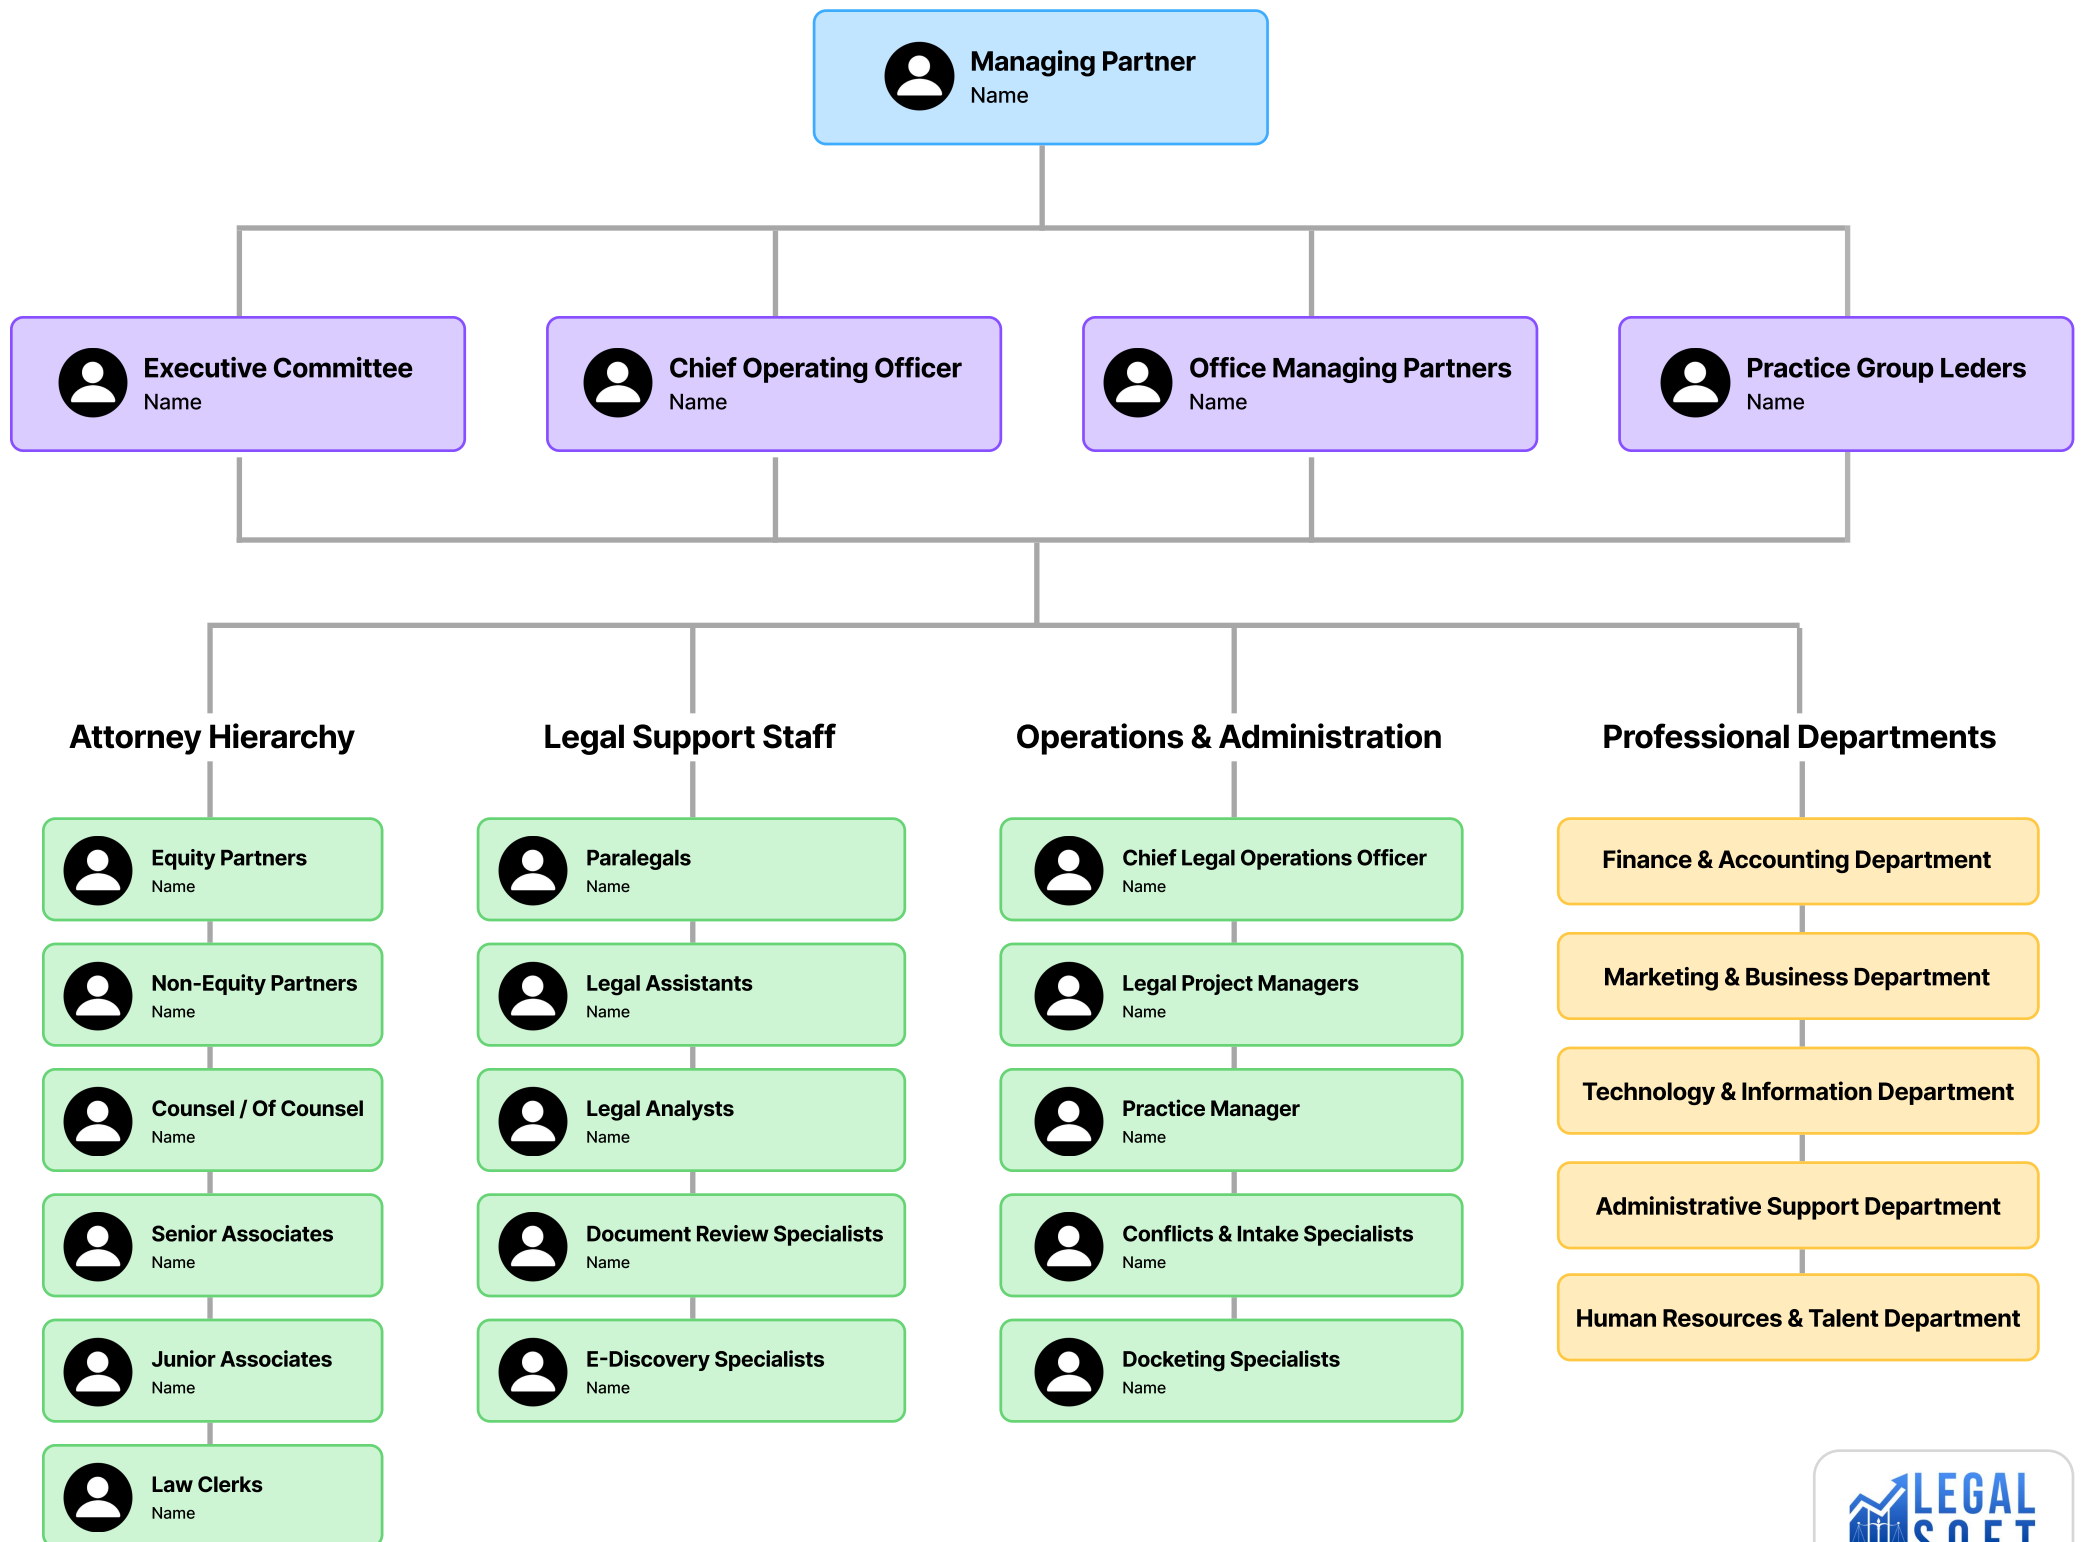 Managing Partner
Name
Executive Committee
Name
Chief Operating Officer
Name
Office Managing Partners
Name
Practice Group Leders
Name
Attorney Hierarchy
Equity Partners
Name
Non-Equity Partners
Name
Counsel / Of Counsel
Name
Senior Associates
Name
Junior Associates
Name
Law Clerks
Name
Legal Support Staff
Paralegals
Name
Legal Assistants
Name
Legal Analysts
Name
Document Review Specialists
Name
E-Discovery Specialists
Name
Operations & Administration
Chief Legal Operations Officer
Name
Legal Project Managers
Name
Practice Manager
Name
Conflicts & Intake Specialists
Name
Docketing Specialists
Name
Professional Departments
Finance & Accounting Department
Marketing & Business Department
Technology & Information Department
Administrative Support Department
Human Resources & Talent Department
LEGAL
SOFT